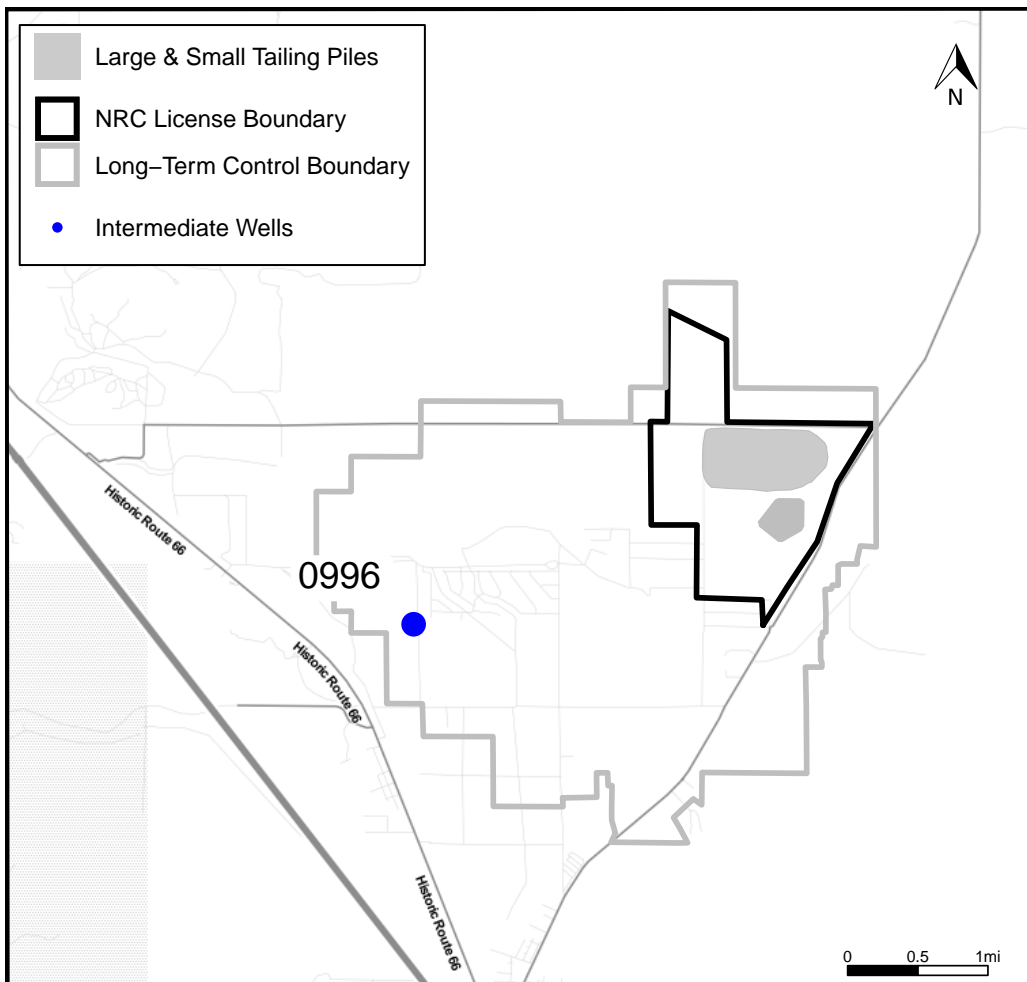 Large & Small Tailing Piles
NRC License Boundary
Long−Term Control Boundary
Intermediate Wells
N
Historic Route 66
0996
Historic Route 66
Historic Route 66
0 0.5 1mi